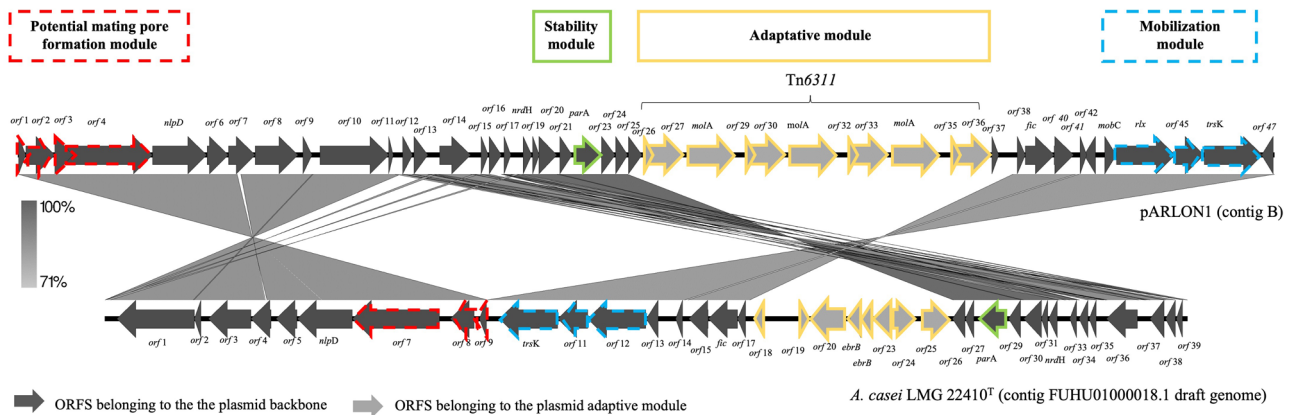 Potential mating pore
formation module
Stability
module
Adaptative module
Mobilization
module
Tn6311
orf 1 orf 2 orf 3 orf 4 nlpD orf 6 orf 7 orf 8 orf 9 orf 10 orf 11 orf 12 orf 13 orf 14 orf 15 orf 16 orf 17 nrdH orf 19 orf 20 orf 21 parA orf 23 orf 24 orf 25 orf 26 orf 27 molA orf 29 orf 30 molA orf 32 orf 33 molA orf 35 orf 36 orf 37 orf 38 fic orf 40 orf 41 orf 42 mobC rlx orf 45 trsK orf 47
pARLON1 (contig B)
100%
71%
orf 1 orf 2 orf 3 orf 4 orf 5 nlpD orf 7 orf 8 orf 9 trsK orf 11 orf 12 orf 13 orf 14 orf15 fic orf 17 orf 18 orf 19 orf 20 ebrB ebrB orf 23 orf 24 orf 25 orf 26 orf 27 parA orf 29 orf 30 orf 31 nrdH orf 33 orf 34 orf 35 orf 36 orf 37 orf 38 orf 39
A. casei LMG 22410ᵀ (contig FUHU01000018.1 draft genome)
ORFS belonging to the the plasmid backbone
ORFS belonging to the plasmid adaptive module